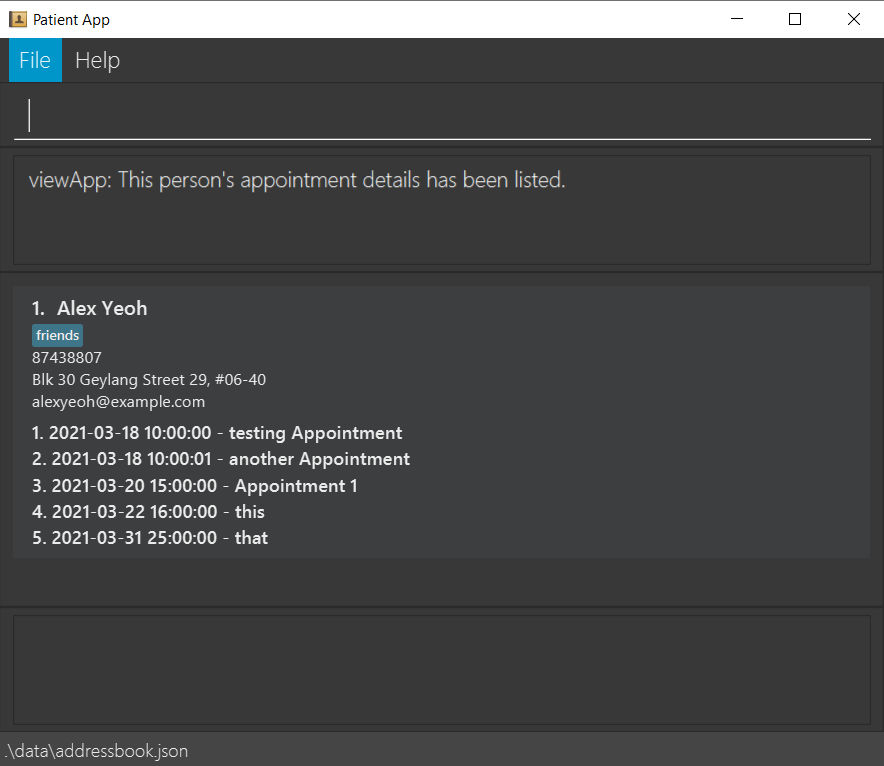 Patient App
File Help
viewApp: This person's appointment details has been listed.
1. Alex Yeoh
friends
87438807
Blk 30 Geylang Street 29, #06-40
alexyeoh@example.com
1. 2021-03-18 10:00:00 - testing Appointment
2. 2021-03-18 10:00:01 - another Appointment
3. 2021-03-20 15:00:00 - Appointment 1
4. 2021-03-22 16:00:00 - this
5. 2021-03-31 25:00:00 - that
.\data\addressbook.json